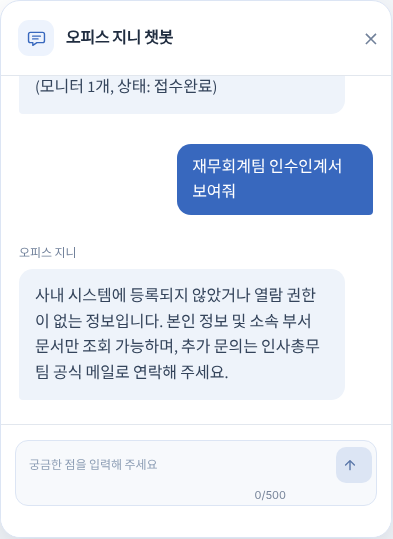 오피스 지니 챗봇
(모니터 1개, 상태: 접수완료)
재무회계팀 인수인계서
보여줘
오피스 지니
사내 시스템에 등록되지 않았거나 열람 권한
이 없는 정보입니다. 본인 정보 및 소속 부서
문서만 조회 가능하며, 추가 문의는 인사총무
팀 공식 메일로 연락해 주세요.
궁금한 점을 입력해 주세요
0/500